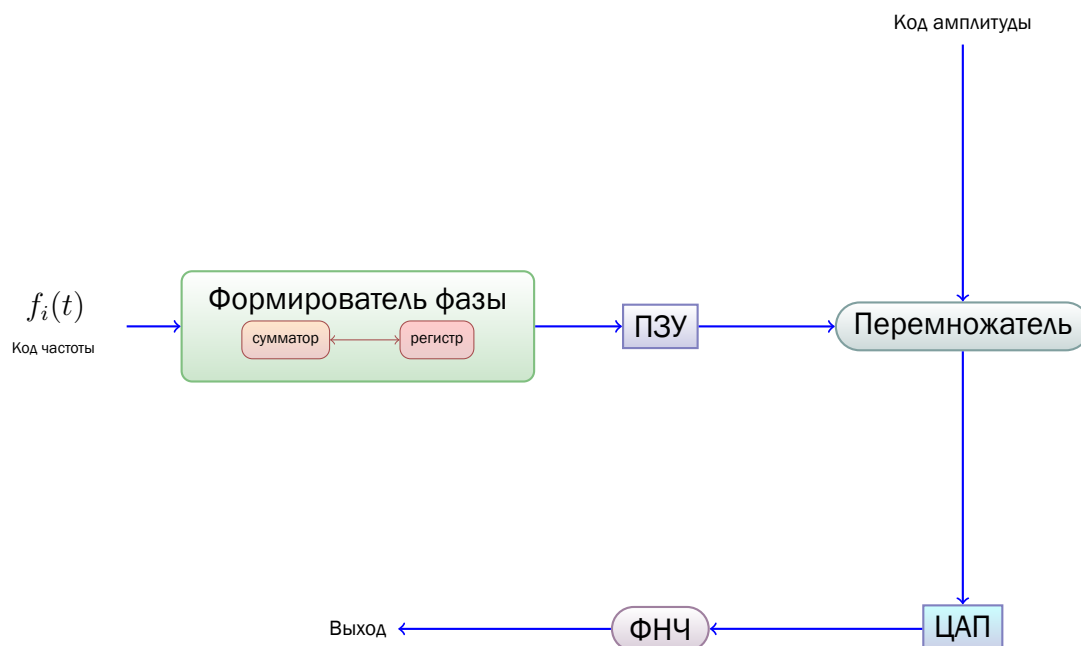 Код амплитуды
f_i(t)
Код частоты
Формирователь фазы
сумматор
регистр
ПЗУ
Перемножатель
Выход
ФНЧ
ЦАП